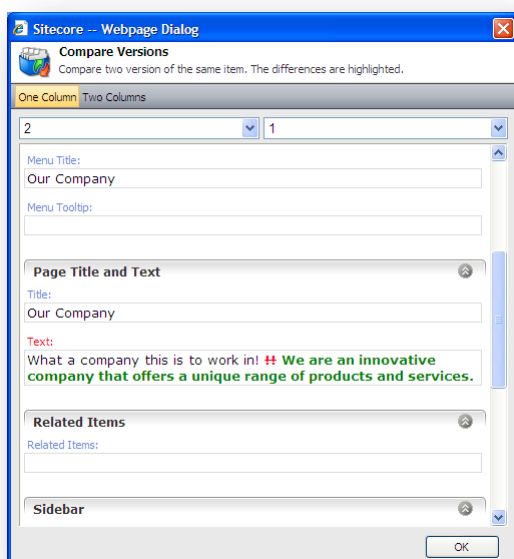 Sitecore -- Webpage Dialog
Compare Versions
Compare two version of the same item. The differences are highlighted.
One Column Two Columns
2 1
Menu Title:
Our Company
Menu Tooltip:
Page Title and Text
Title:
Our Company
Text:
What a company this is to work in! !! We are an innovative
company that offers a unique range of products and services.
Related Items
Related Items:
Sidebar
OK